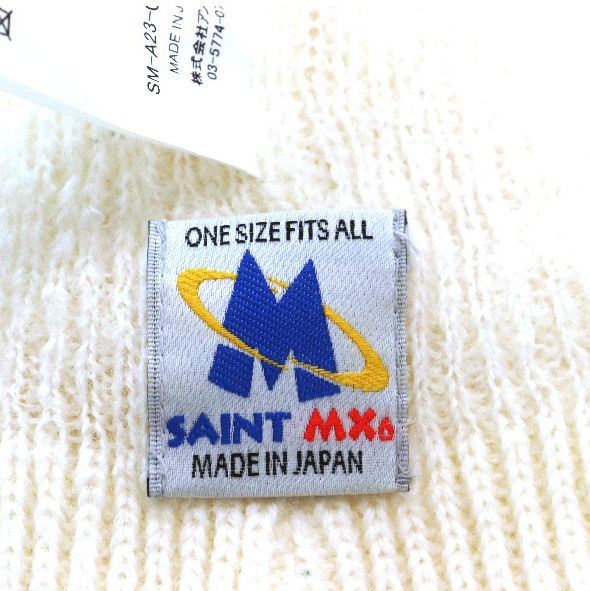 SM-A23-
MADE IN J
株式会社アン
03-5774-0
ONE SIZE FITS ALL
SAINT MX6
MADE IN JAPAN